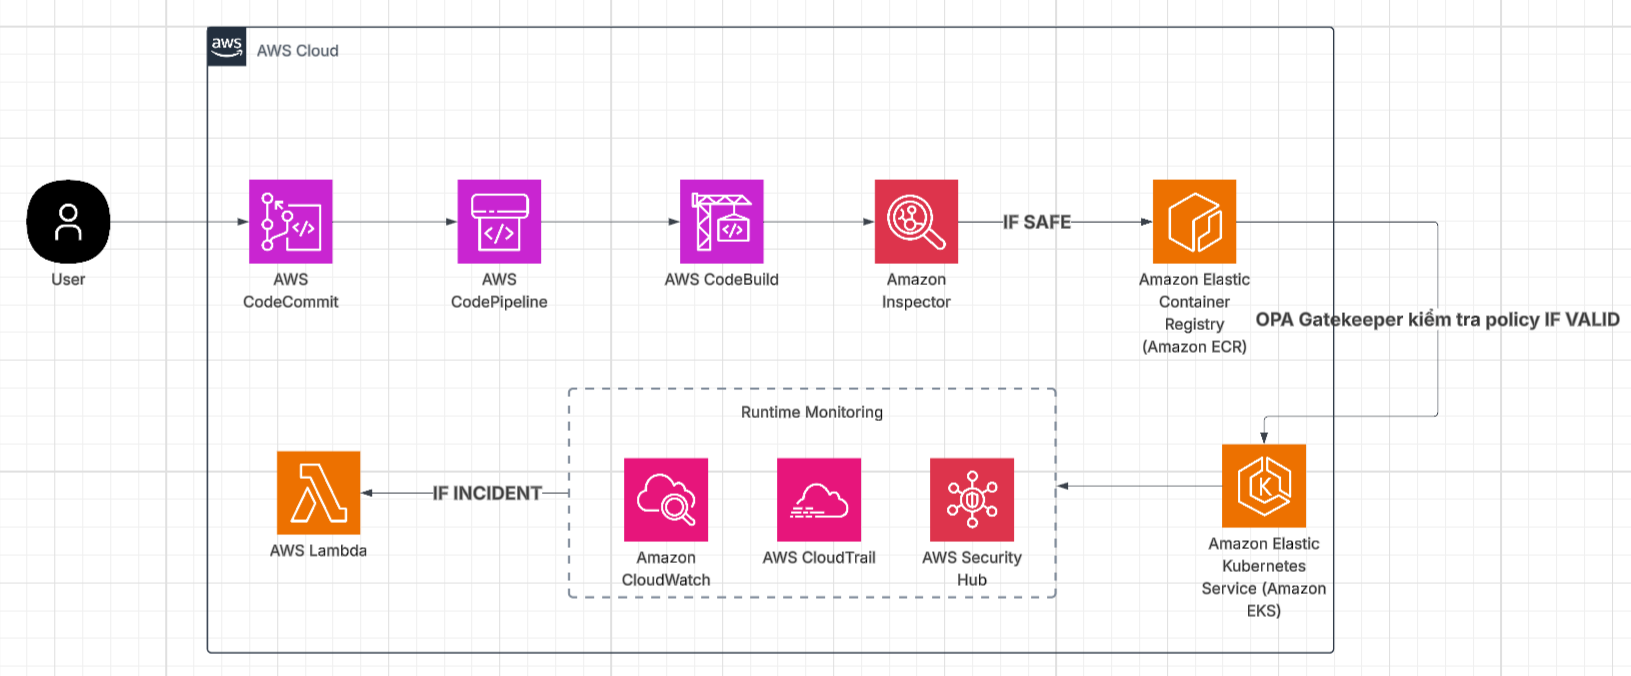 aws
AWS Cloud
User
AWS
CodeCommit
AWS
CodePipeline
AWS CodeBuild
Amazon
Inspector
IF SAFE
Amazon Elastic
Container
Registry
(Amazon ECR)
OPA Gatekeeper kiểm tra policy IF VALID
Runtime Monitoring
AWS Lambda
IF INCIDENT
Amazon
CloudWatch
AWS CloudTrail
AWS Security
Hub
K
Amazon Elastic
Kubernetes
Service (Amazon
EKS)